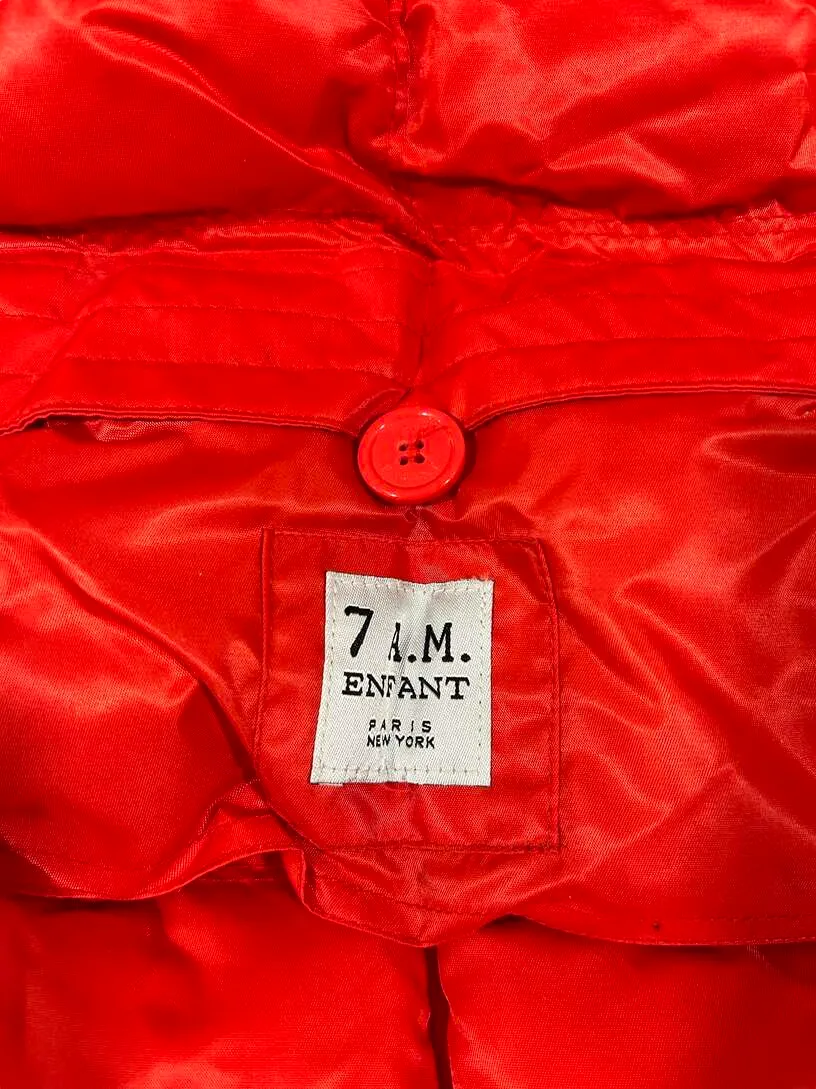 7 A.M.
ENFANT
PARIS
NEW YORK